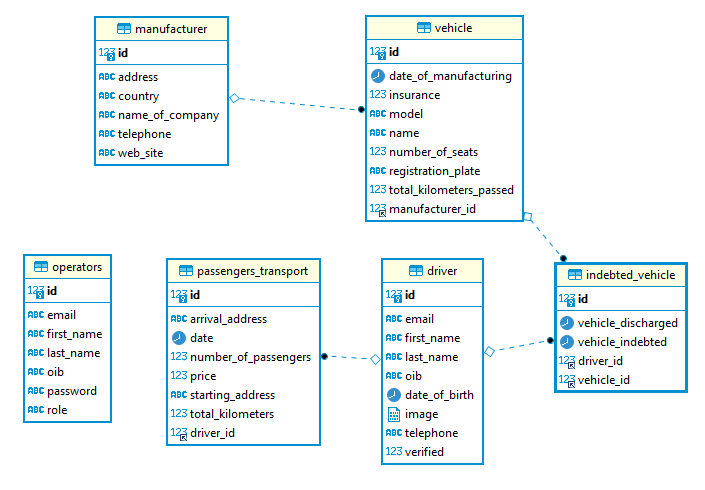 manufacturer
123 id
ABC address
ABC country
ABC name_of_company
ABC telephone
ABC web_site
vehicle
123 id
date_of_manufacturing
123 insurance
ABC model
ABC name
123 number_of_seats
ABC registration_plate
123 total_kilometers_passed
123 manufacturer_id
operators
123 id
ABC email
ABC first_name
ABC last_name
ABC oib
ABC password
ABC role
passengers_transport
123 id
ABC arrival_address
date
123 number_of_passengers
123 price
ABC starting_address
123 total_kilometers
123 driver_id
driver
123 id
ABC email
ABC first_name
ABC last_name
ABC oib
date_of_birth
image
ABC telephone
123 verified
indebted_vehicle
123 id
vehicle_discharged
vehicle_indebted
123 driver_id
123 vehicle_id